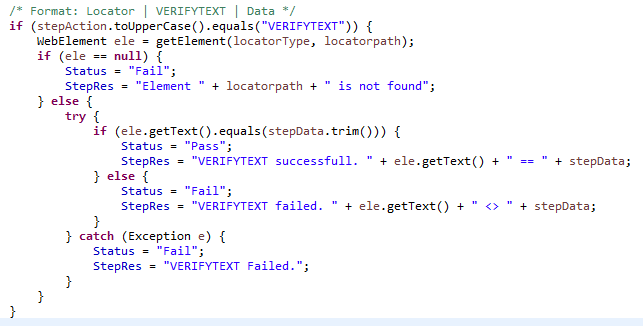 /* Format: Locator | VERIFYTEXT | Data */
if (stepAction.toUpperCase().equals("VERIFYTEXT")) {
    WebElement ele = getElement(locatorType, locatorpath);
    if (ele == null) {
        Status = "Fail";
        StepRes = "Element " + locatorpath + " is not found";
    } else {
        try {
            if (ele.getText().equals(stepData.trim())) {
                Status = "Pass";
                StepRes = "VERIFYTEXT successfull. " + ele.getText() + " == " + stepData;
            } else {
                Status = "Fail";
                StepRes = "VERIFYTEXT failed. " + ele.getText() + " <> " + stepData;
            }
        } catch (Exception e) {
            Status = "Fail";
            StepRes = "VERIFYTEXT Failed.";
        }
    }
}